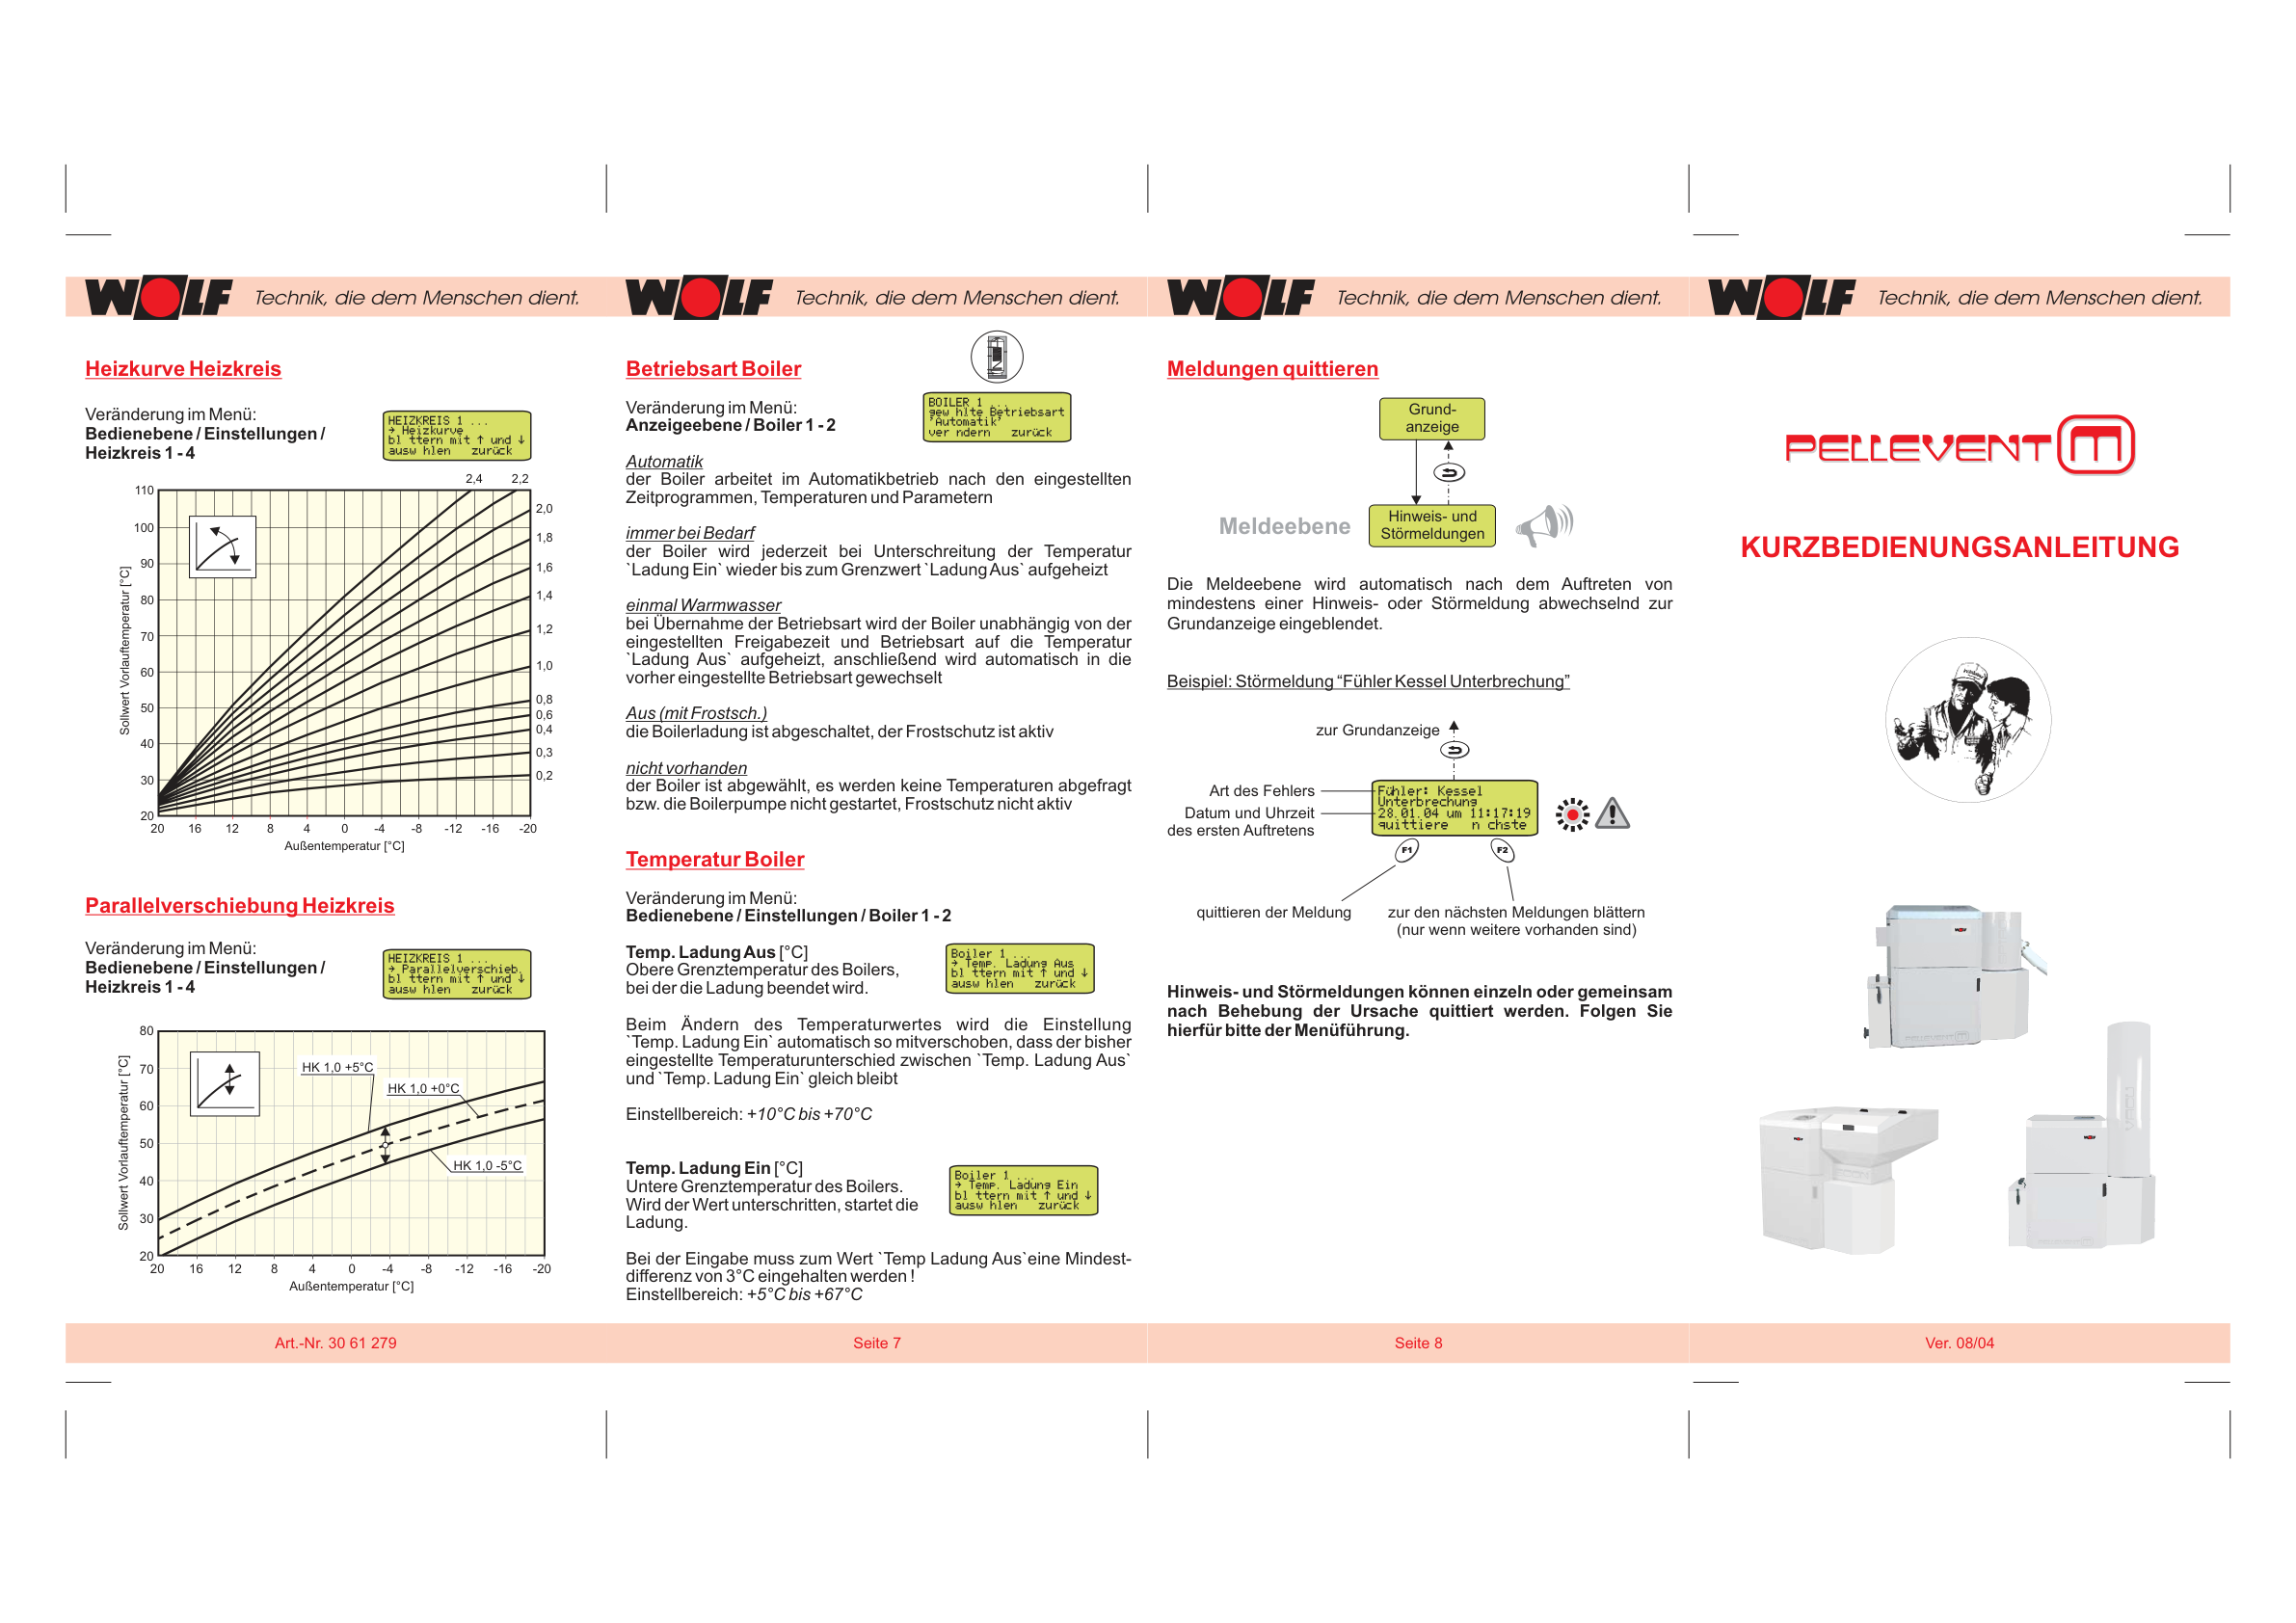 WOLF Technik, die dem Menschen dient.
Heizkurve Heizkreis
Veränderung im Menü:
Bedienebene / Einstellungen /
Heizkreis 1 - 4
HEIZKREIS 1 ...
→ Heizkurve
bl ttern mit ↑ und ↓
ausw hlen zurück
2,4 2,2
2,0
1,8
1,6
1,4
1,2
1,0
0,8
0,6
0,4
0,3
0,2
110
100
90
80
70
60
50
40
30
20
Sollwert Vorlauftemperatur [°C]
20 16 12 8 4 0 -4 -8 -12 -16 -20
Außentemperatur [°C]
Parallelverschiebung Heizkreis
Veränderung im Menü:
Bedienebene / Einstellungen /
Heizkreis 1 - 4
HEIZKREIS 1 ...
→ Parallelverschieb.
bl ttern mit ↑ und ↓
ausw hlen zurück
80
70
60
50
40
30
20
Sollwert Vorlauftemperatur [°C]
HK 1,0 +5°C
HK 1,0 +0°C
HK 1,0 -5°C
20 16 12 8 4 0 -4 -8 -12 -16 -20
Außentemperatur [°C]
Art.-Nr. 30 61 279
WOLF Technik, die dem Menschen dient.
Betriebsart Boiler
Veränderung im Menü:
Anzeigeebene / Boiler 1 - 2
BOILER 1 ...
gew hlte Betriebsart
'Automatik'
ver ndern zurück
Automatik
der Boiler arbeitet im Automatikbetrieb nach den eingestellten
Zeitprogrammen, Temperaturen und Parametern
immer bei Bedarf
der Boiler wird jederzeit bei Unterschreitung der Temperatur
`Ladung Ein` wieder bis zum Grenzwert `Ladung Aus` aufgeheizt
einmal Warmwasser
bei Übernahme der Betriebsart wird der Boiler unabhängig von der
eingestellten Freigabezeit und Betriebsart auf die Temperatur
`Ladung Aus` aufgeheizt, anschließend wird automatisch in die
vorher eingestellte Betriebsart gewechselt
Aus (mit Frostsch.)
die Boilerladung ist abgeschaltet, der Frostschutz ist aktiv
nicht vorhanden
der Boiler ist abgewählt, es werden keine Temperaturen abgefragt
bzw. die Boilerpumpe nicht gestartet, Frostschutz nicht aktiv
Temperatur Boiler
Veränderung im Menü:
Bedienebene / Einstellungen / Boiler 1 - 2
Temp. Ladung Aus [°C]
Obere Grenztemperatur des Boilers,
bei der die Ladung beendet wird.
Boiler 1 ...
→ Temp. Ladung Aus
bl ttern mit ↑ und ↓
ausw hlen zurück
Beim Ändern des Temperaturwertes wird die Einstellung
`Temp. Ladung Ein` automatisch so mitverschoben, dass der bisher
eingestellte Temperaturunterschied zwischen `Temp. Ladung Aus`
und `Temp. Ladung Ein` gleich bleibt
Einstellbereich: +10°C bis +70°C
Temp. Ladung Ein [°C]
Untere Grenztemperatur des Boilers.
Wird der Wert unterschritten, startet die
Ladung.
Boiler 1 ...
→ Temp. Ladung Ein
bl ttern mit ↑ und ↓
ausw hlen zurück
Bei der Eingabe muss zum Wert `Temp Ladung Aus`eine Mindest-
differenz von 3°C eingehalten werden !
Einstellbereich: +5°C bis +67°C
Seite 7
WOLF Technik, die dem Menschen dient.
Meldungen quittieren
Grund-
anzeige
Meldeebene
Hinweis- und
Störmeldungen
Die Meldeebene wird automatisch nach dem Auftreten von
mindestens einer Hinweis- oder Störmeldung abwechselnd zur
Grundanzeige eingeblendet.
Beispiel: Störmeldung “Fühler Kessel Unterbrechung”
zur Grundanzeige
Art des Fehlers
Datum und Uhrzeit
des ersten Auftretens
Fühler: Kessel
Unterbrechung
28.01.04 um 11:17:19
quittiere n chste
F1 F2
quittieren der Meldung
zur den nächsten Meldungen blättern
(nur wenn weitere vorhanden sind)
Hinweis- und Störmeldungen können einzeln oder gemeinsam
nach Behebung der Ursache quittiert werden. Folgen Sie
hierfür bitte der Menüführung.
Seite 8
WOLF Technik, die dem Menschen dient.
PELLEVENT
KURZBEDIENUNGSANLEITUNG
WOLF
PELLEVENT
WOLF
WOLF
Ver. 08/04